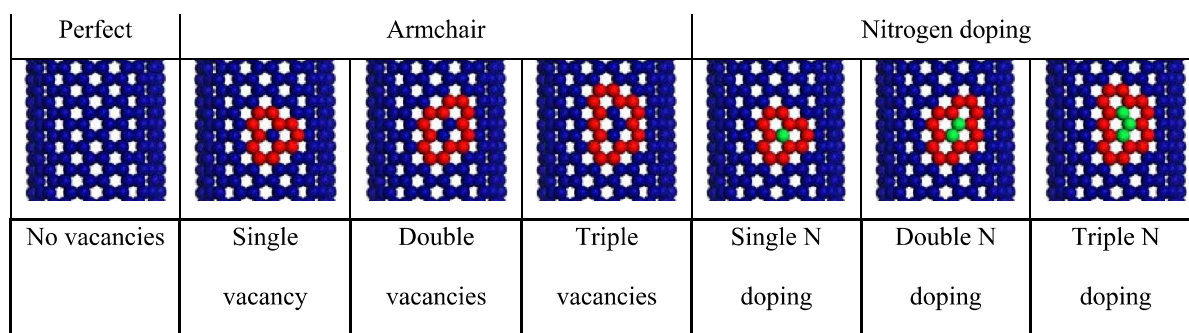 Perfect
Armchair
Nitrogen doping
No vacancies
Single
vacancy
Double
vacancies
Triple
vacancies
Single N
doping
Double N
doping
Triple N
doping